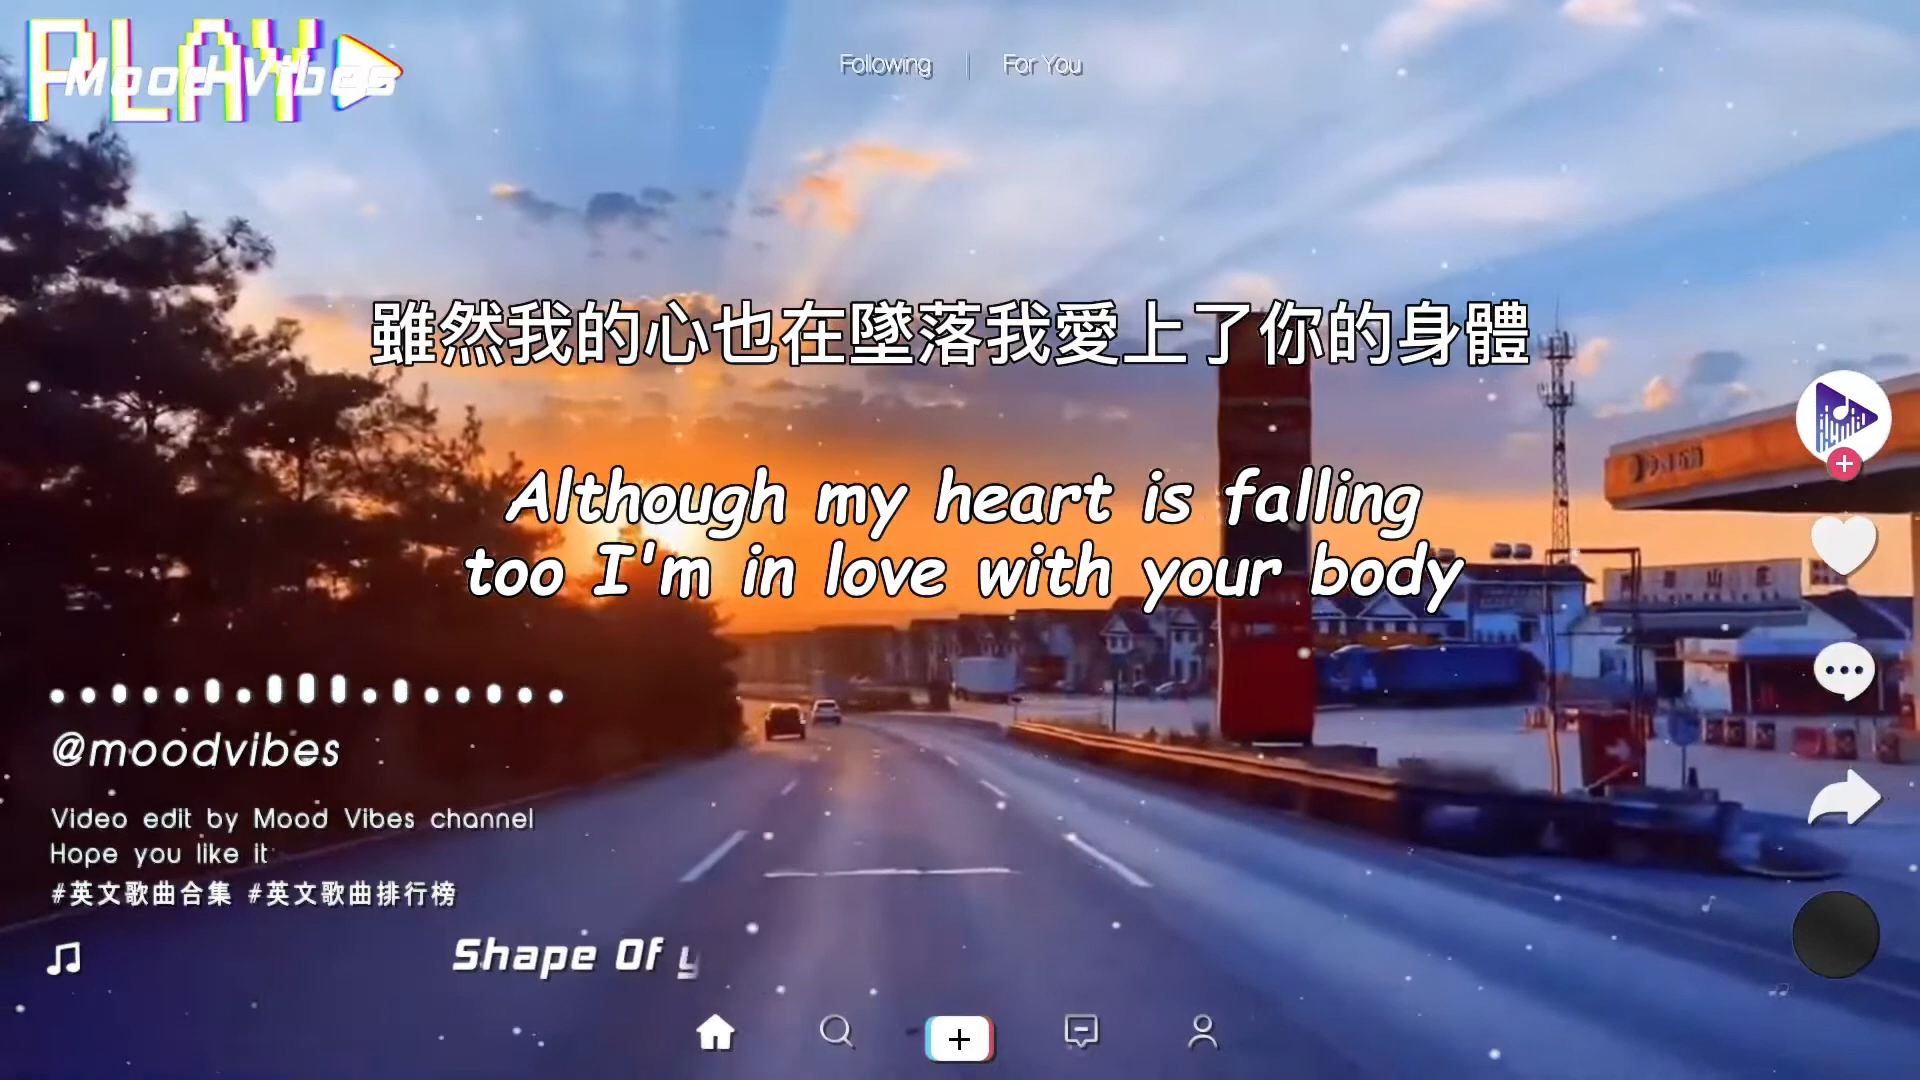 PLAY
Mood Vibes
Following | For You
雖然我的心也在墜落我愛上了你的身體
Although my heart is falling
too I'm in love with your body
@moodvibes
Video edit by Mood Vibes channel
Hope you like it
#英文歌曲合集 #英文歌曲排行榜
Shape Of y